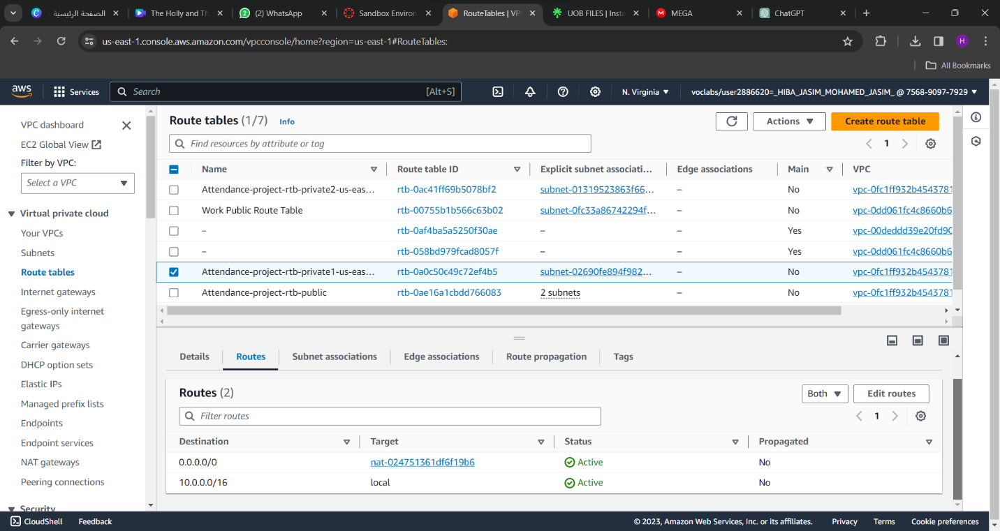 الصفحة الرئيسية -
The Holly and Th
(2) WhatsApp
Sandbox Environ
RouteTables | VP
UOB FILES | Insta
MEGA
ChatGPT
us-east-1.console.aws.amazon.com/vpcconsole/home?region=us-east-1#RouteTables:
H
All Bookmarks
aws
Services
Search
[Alt+S]
N. Virginia
voclabs/user2886620=_HIBA_JASIM_MOHAMED_JASIM_ @ 7568-9097-7929
VPC dashboard
EC2 Global View
Filter by VPC:
Select a VPC
Virtual private cloud
Your VPCs
Subnets
Route tables
Internet gateways
Egress-only internet
gateways
Carrier gateways
DHCP option sets
Elastic IPs
Managed prefix lists
Endpoints
Endpoint services
NAT gateways
Peering connections
Security
Route tables (1/7) Info
Actions
Create route table
Find resources by attribute or tag
1
Name Route table ID Explicit subnet associati... Edge associations Main VPC
Attendance-project-rtb-private2-us-eas... rtb-0ac41ff69b5078bf2 subnet-01319523863f66... – No vpc-0fc1ff932b4543781
Work Public Route Table rtb-00755b1b566c63b02 subnet-0fc33a86742294f... – No vpc-0dd061fc4c8660b6
– rtb-0af4ba5a5250f30ae – – Yes vpc-00deddd39e20fd90
– rtb-058bd979fcad8057f – – Yes vpc-0dd061fc4c8660b6
Attendance-project-rtb-private1-us-eas... rtb-0a0c50c49c72ef4b5 subnet-02690fe894f982... – No vpc-0fc1ff932b4543781
Attendance-project-rtb-public rtb-0ae16a1cbdd766083 2 subnets – No vpc-0fc1ff932b4543781
Details Routes Subnet associations Edge associations Route propagation Tags
Routes (2)
Both
Edit routes
Filter routes
1
Destination Target Status Propagated
0.0.0.0/0 nat-024751361df6f19b6 Active No
10.0.0.0/16 local Active No
CloudShell Feedback © 2023, Amazon Web Services, Inc. or its affiliates. Privacy Terms Cookie preferences